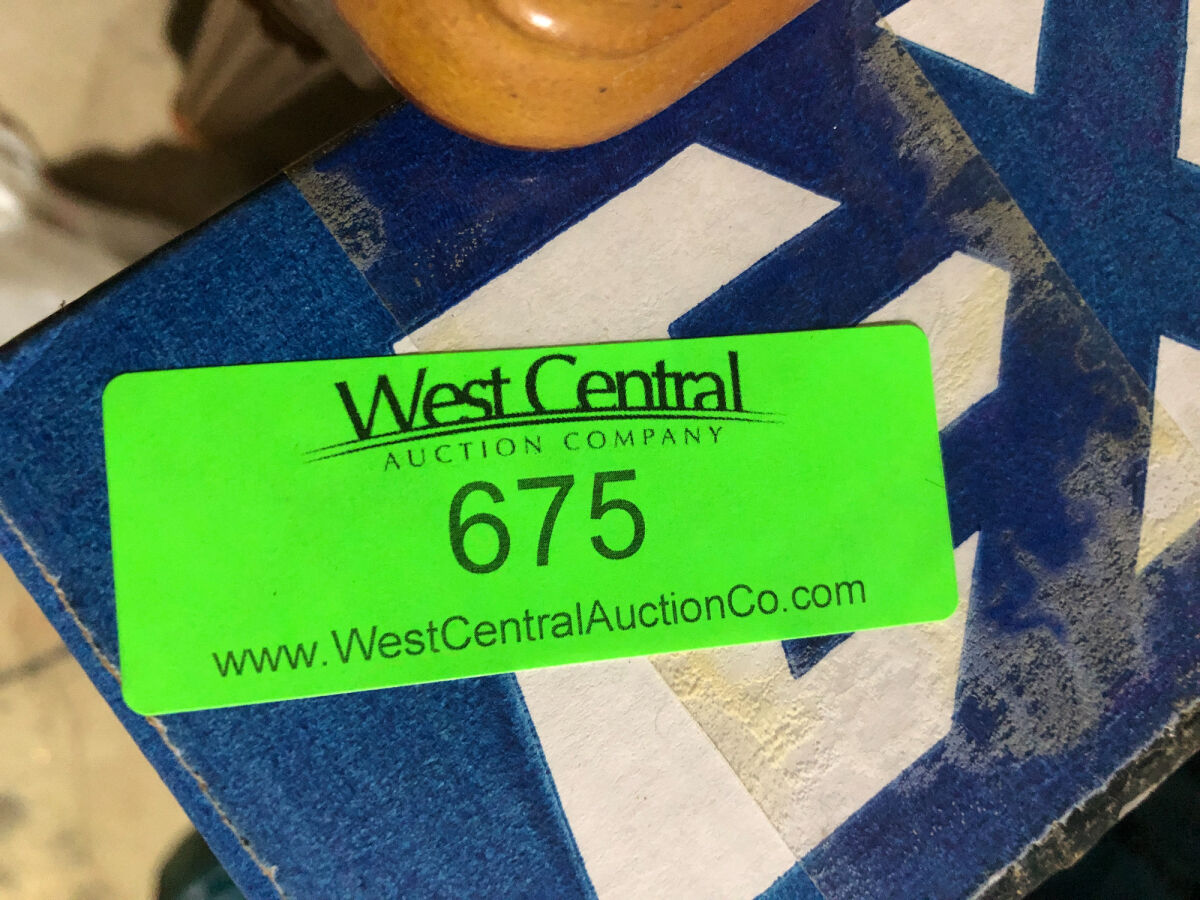 West Central
AUCTION COMPANY
675
www.WestCentralAuctionCo.com